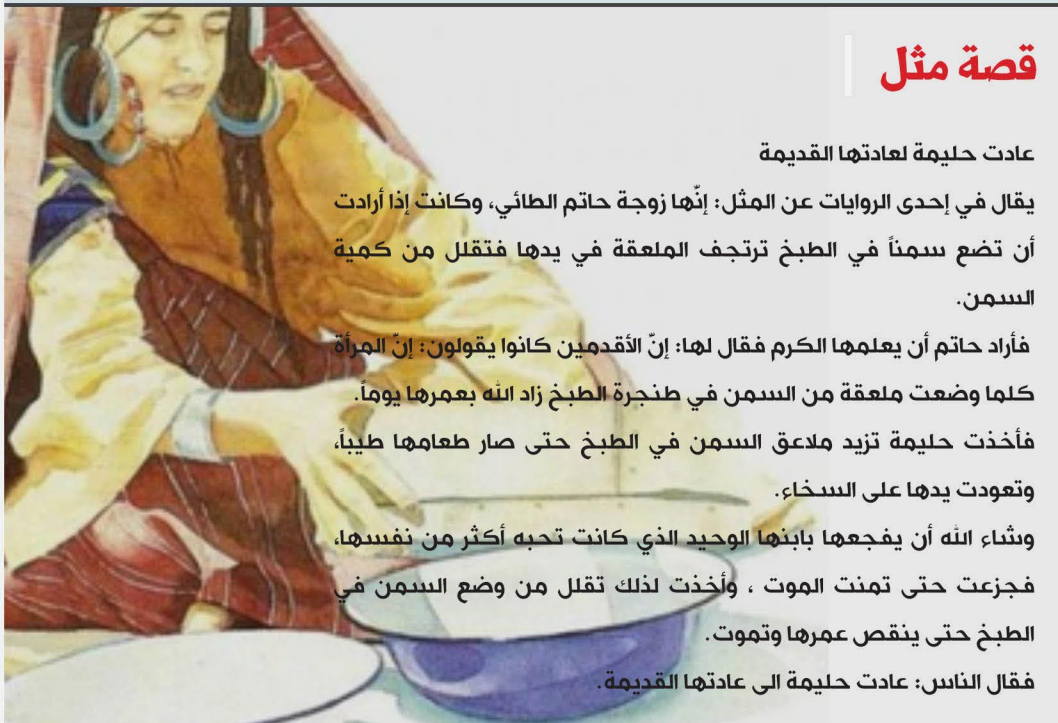 قصة مثل
عادت حليمة لعادتها القديمة
يقال في إحدى الروايات عن المثل: إنّها زوجة حاتم الطائي، وكانت إذا أرادت
أن تضع سمناً في الطبخ ترتجف الملعقة في يدها فتقلل من كمية
السمن.
فأراد حاتم أن يعلمها الكرم فقال لها: إنّ الأقدمين كانوا يقولون: إنّ المرأة
كلما وضعت ملعقة من السمن في طنجرة الطبخ زاد الله بعمرها يوماً.
فأخذت حليمة تزيد ملاعق السمن في الطبخ حتى صار طعامها طيباً،
وتعودت يدها على السخاء.
وشاء الله أن يفجعها بابنها الوحيد الذي كانت تحبه أكثر من نفسها،
فجزعت حتى تمنت الموت ، وأخذت لذلك تقلل من وضع السمن في
الطبخ حتى ينقص عمرها وتموت.
فقال الناس: عادت حليمة الى عادتها القديمة.